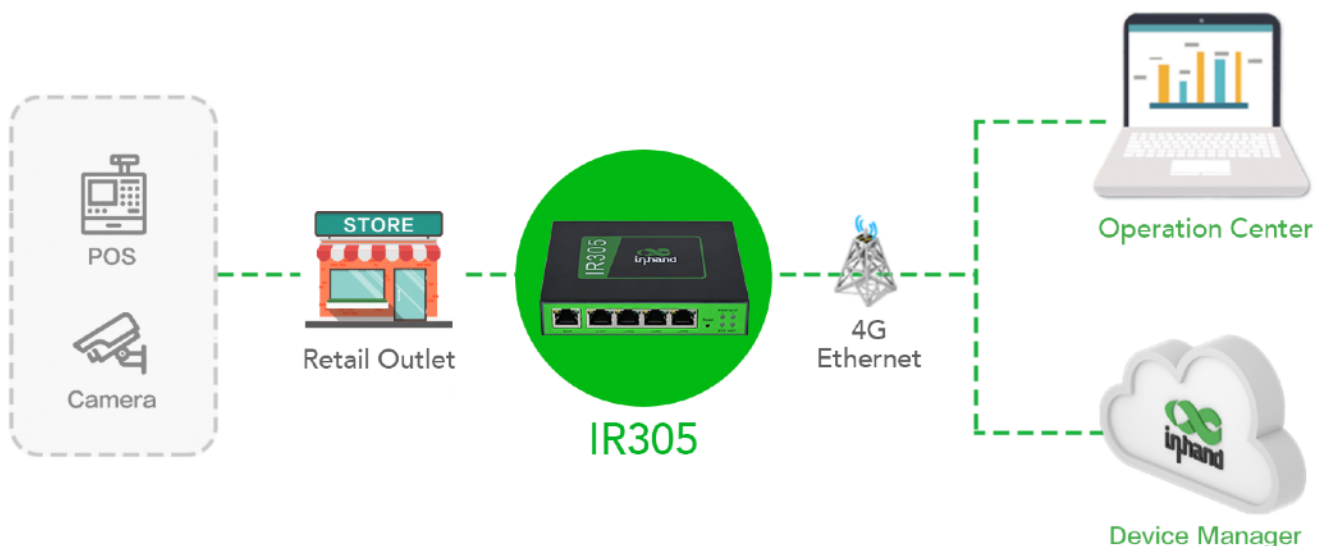 POS
Camera
STORE
Retail Outlet
IR305
inhand
IR305
4G
Ethernet
Operation Center
inhand
Device Manager